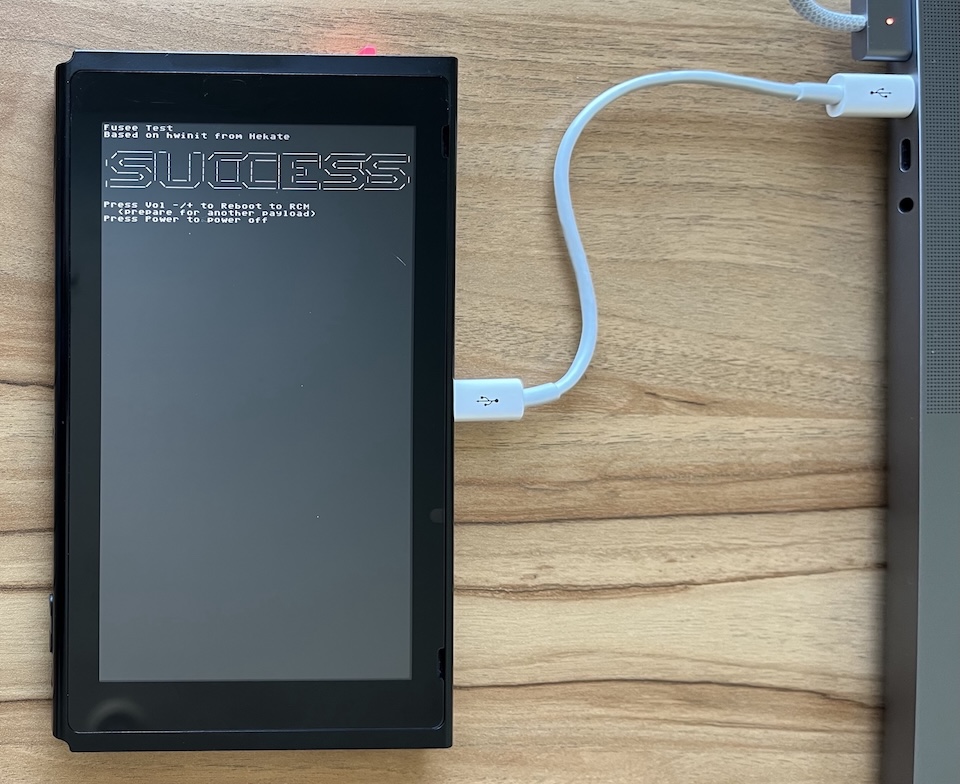 Fusee Test
Based on hwinit from Hekate
SUCCESS
Press Vol -/+ to Reboot to RCM
(prepare for another payload)
Press Power to power off